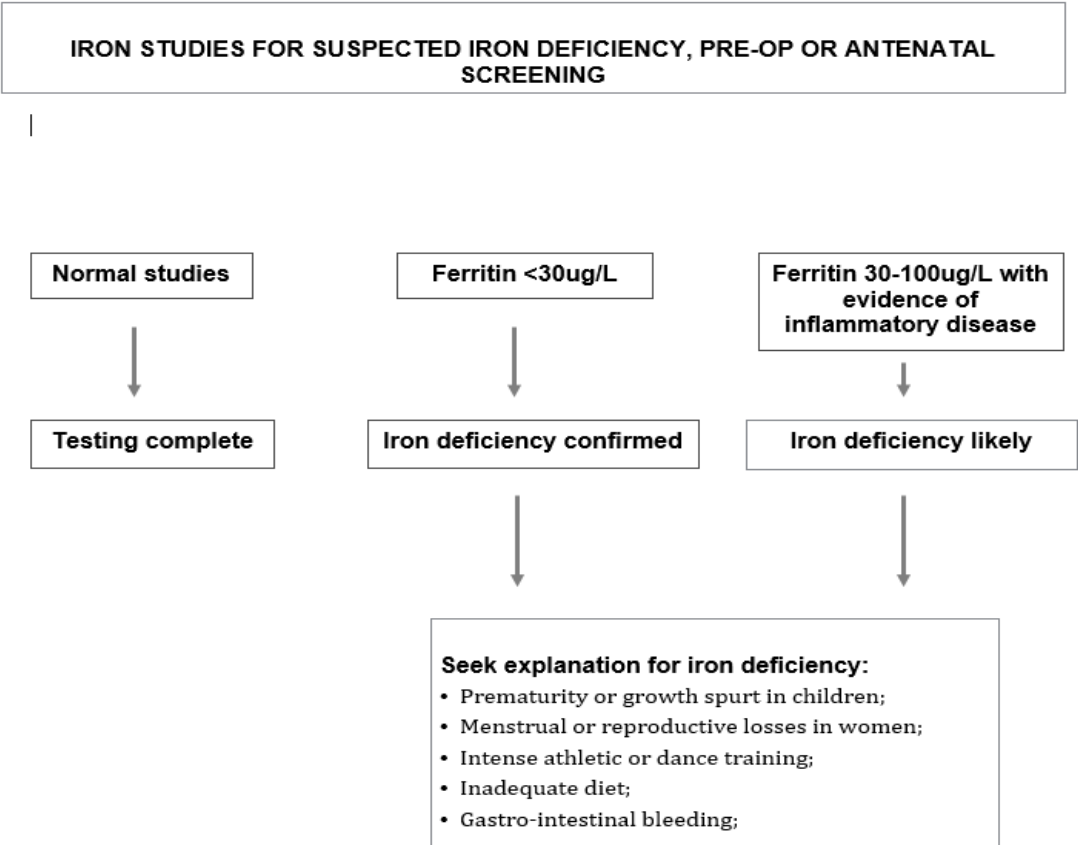 IRON STUDIES FOR SUSPECTED IRON DEFICIENCY, PRE-OP OR ANTENATAL
SCREENING
Normal studies
Ferritin <30ug/L
Ferritin 30-100ug/L with
evidence of
inflammatory disease
Testing complete
Iron deficiency confirmed
Iron deficiency likely
Seek explanation for iron deficiency:
• Prematurity or growth spurt in children;
• Menstrual or reproductive losses in women;
• Intense athletic or dance training;
• Inadequate diet;
• Gastro-intestinal bleeding;